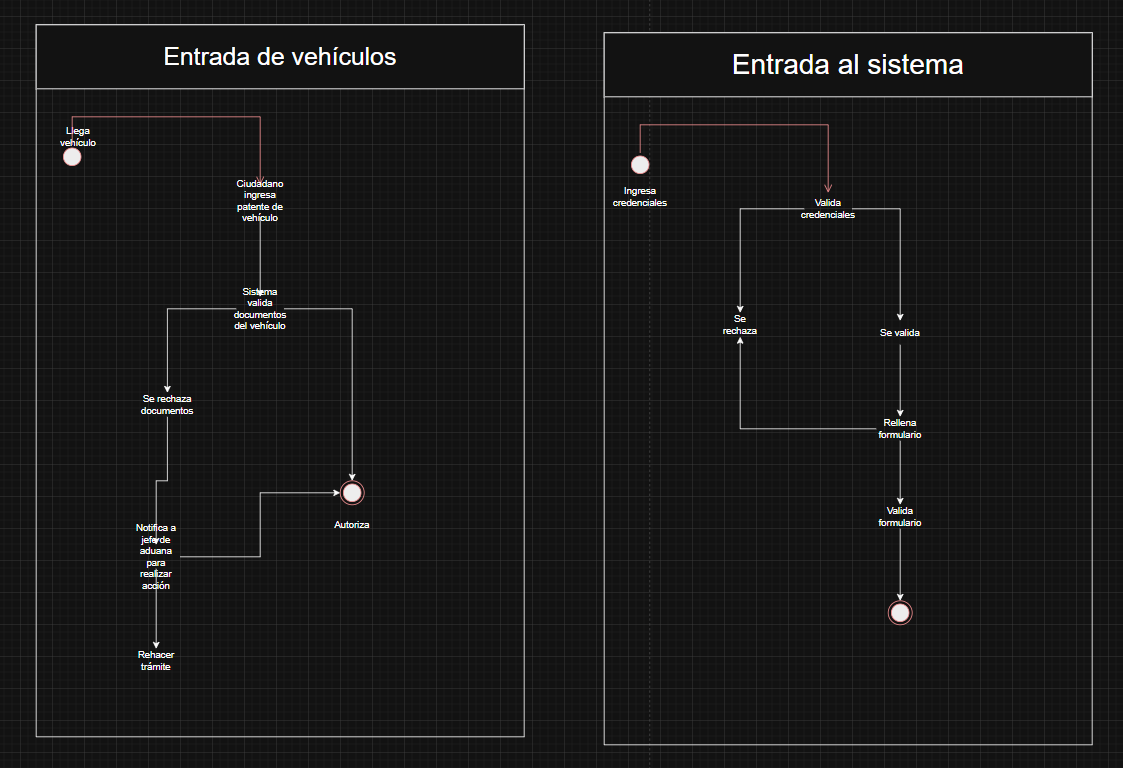 Entrada de vehículos
Llega
vehículo
Ciudadano
ingresa
patente de
vehículo
Sistema
valida
documentos
del vehículo
Se rechaza
documentos
Notifica a
jefe de
aduana
para
realizar
acción
Autoriza
Rehacer
trámite
Entrada al sistema
Ingresa
credenciales
Valida
credenciales
Se
rechaza
Se valida
Rellena
formulario
Valida
formulario